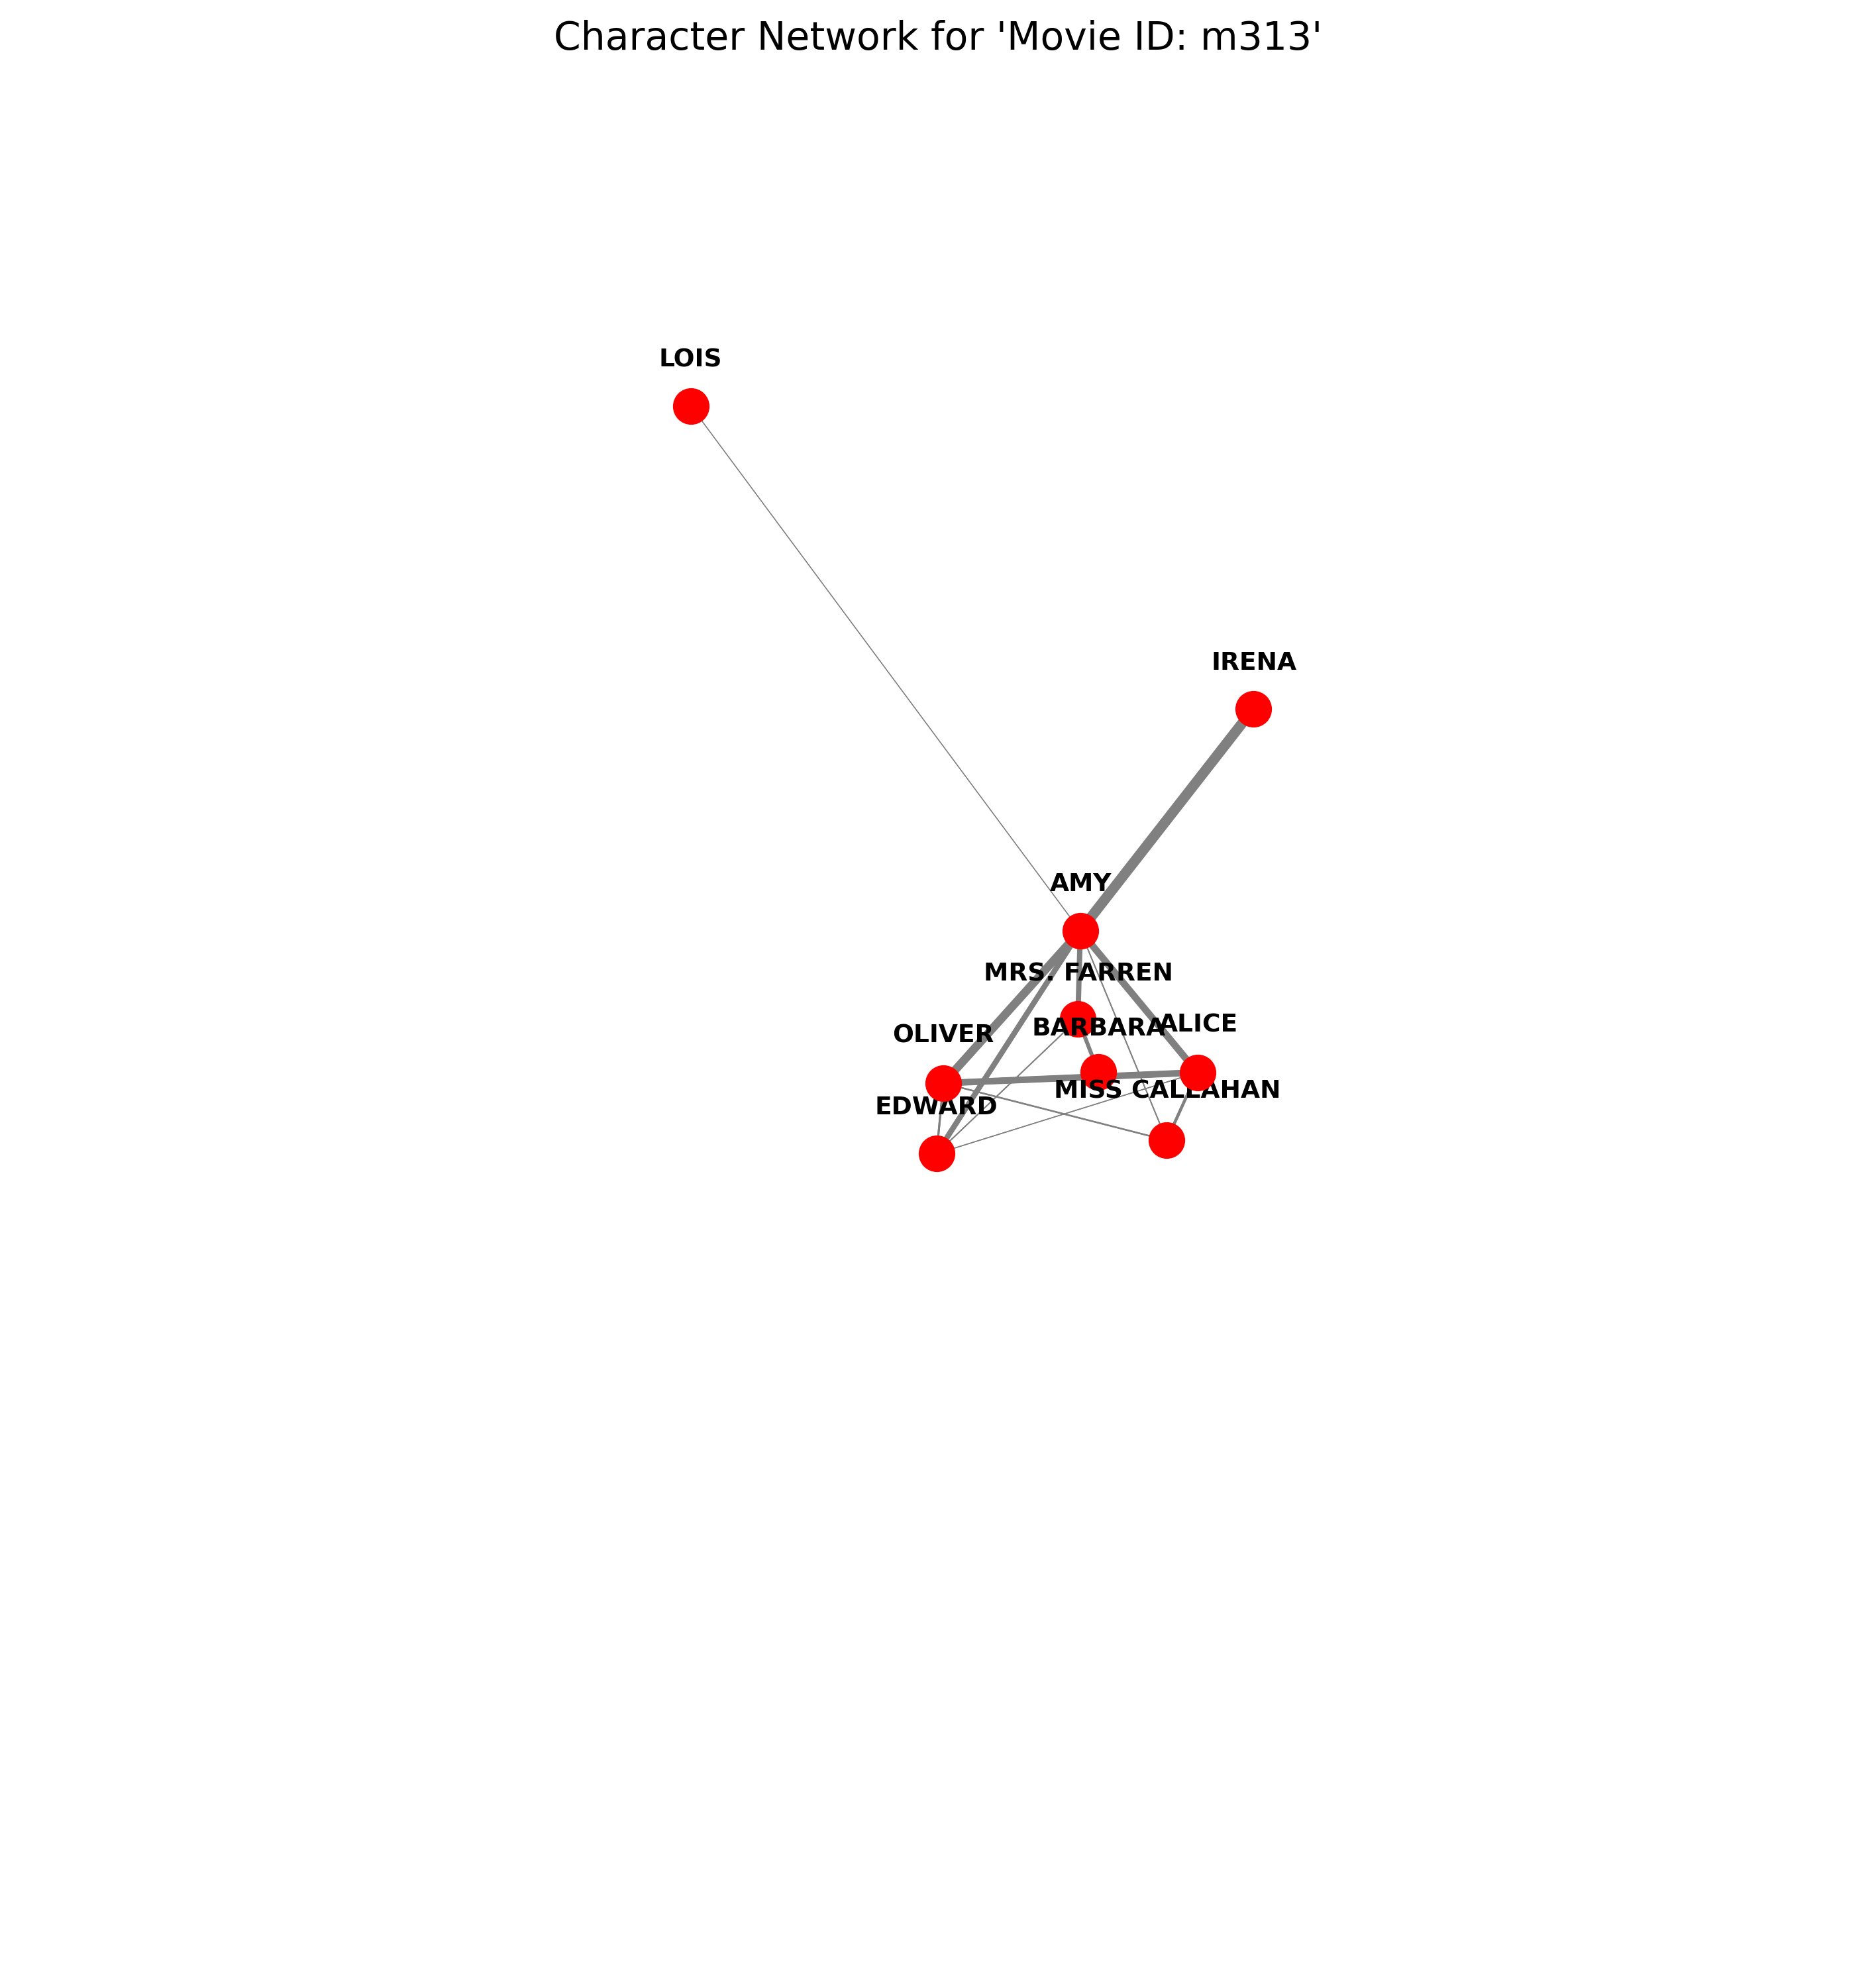 Character Network for 'Movie ID: m313'
LOIS
IRENA
AMY
MRS. FARREN
ALICE
BARBARA
OLIVER
MISS CALLAHAN
EDWARD